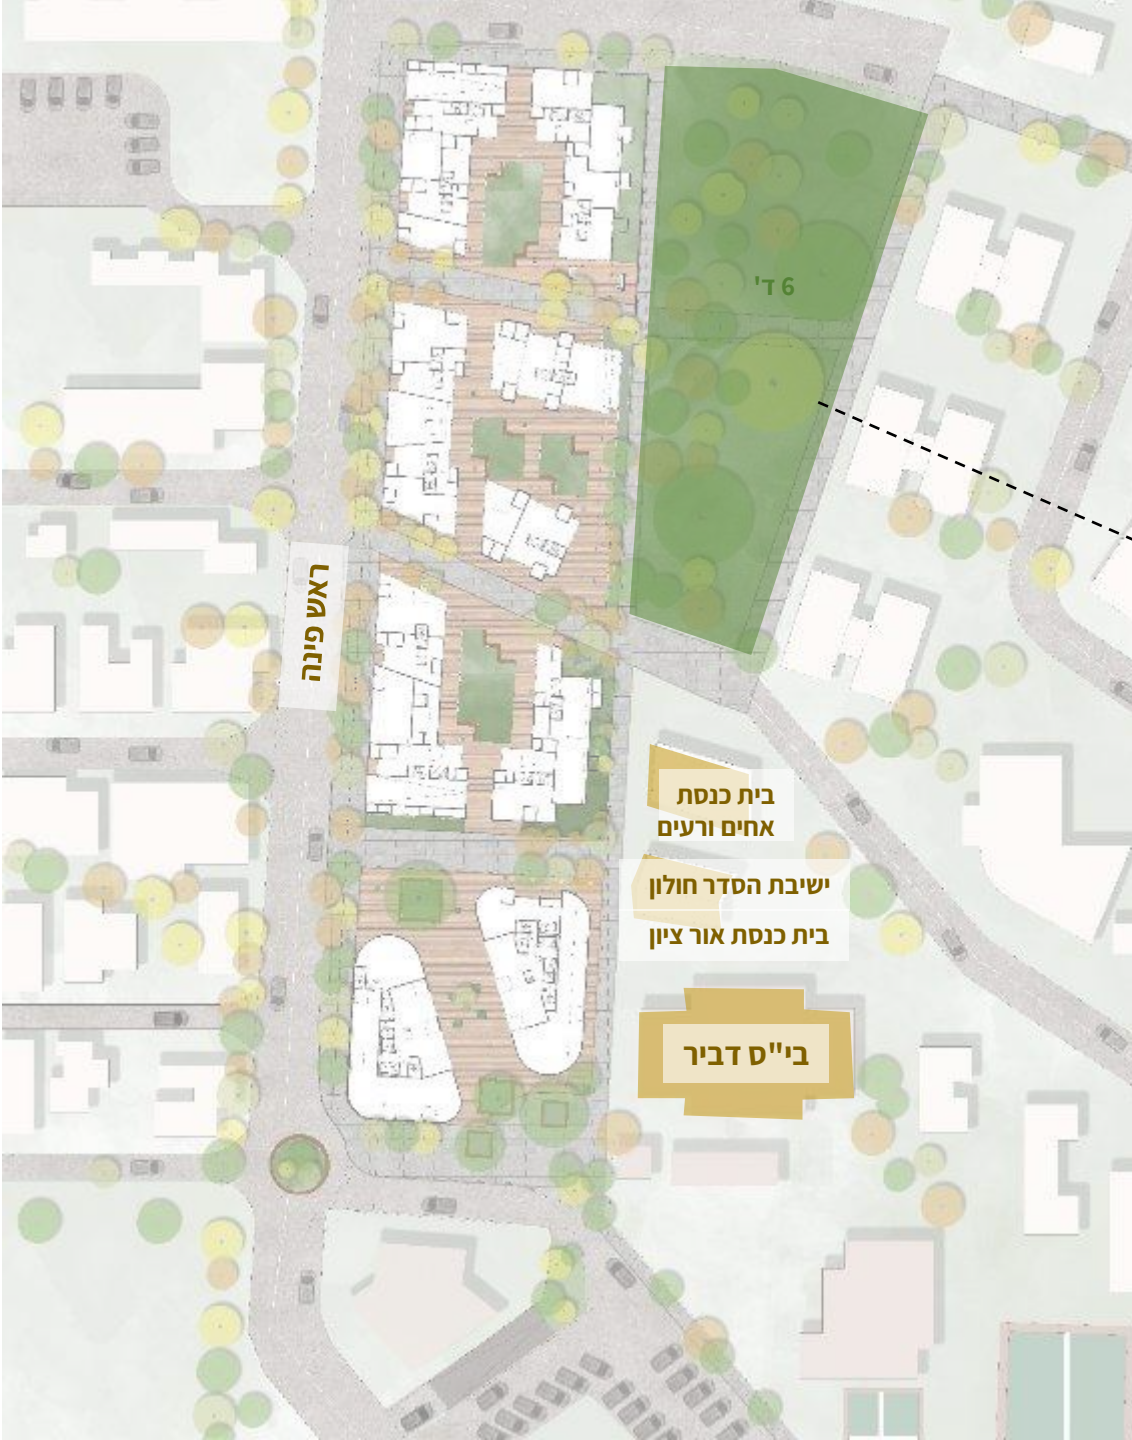 6 ד'
ראש פינה
בית כנסת
אחים ורעים
ישיבת הסדר חולון
בית כנסת אור ציון
בי"ס דביר